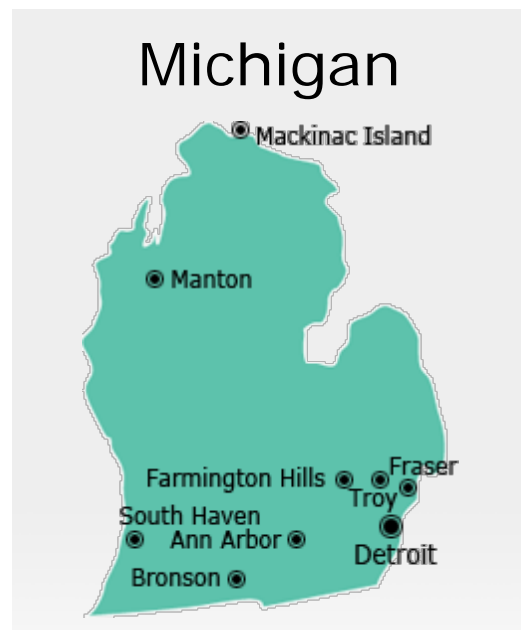 Michigan
Mackinac Island
Manton
Fraser
Farmington Hills
Troy
South Haven
Ann Arbor
Detroit
Bronson